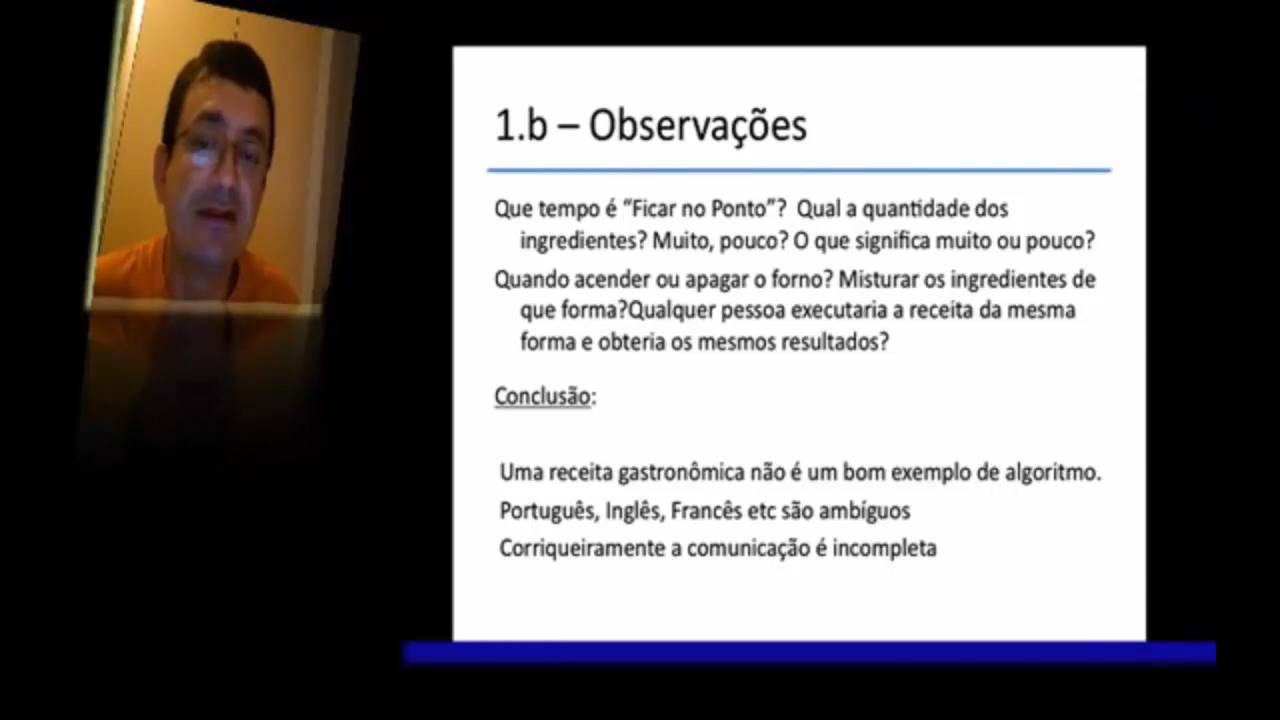 1.b – Observações
Que tempo é “Ficar no Ponto”? Qual a quantidade dos
ingredientes? Muito, pouco? O que significa muito ou pouco?
Quando acender ou apagar o forno? Misturar os ingredientes de
que forma?Qualquer pessoa executaria a receita da mesma
forma e obteria os mesmos resultados?
Conclusão:
Uma receita gastronômica não é um bom exemplo de algoritmo.
Português, Inglês, Francês etc são ambíguos
Corriqueiramente a comunicação é incompleta